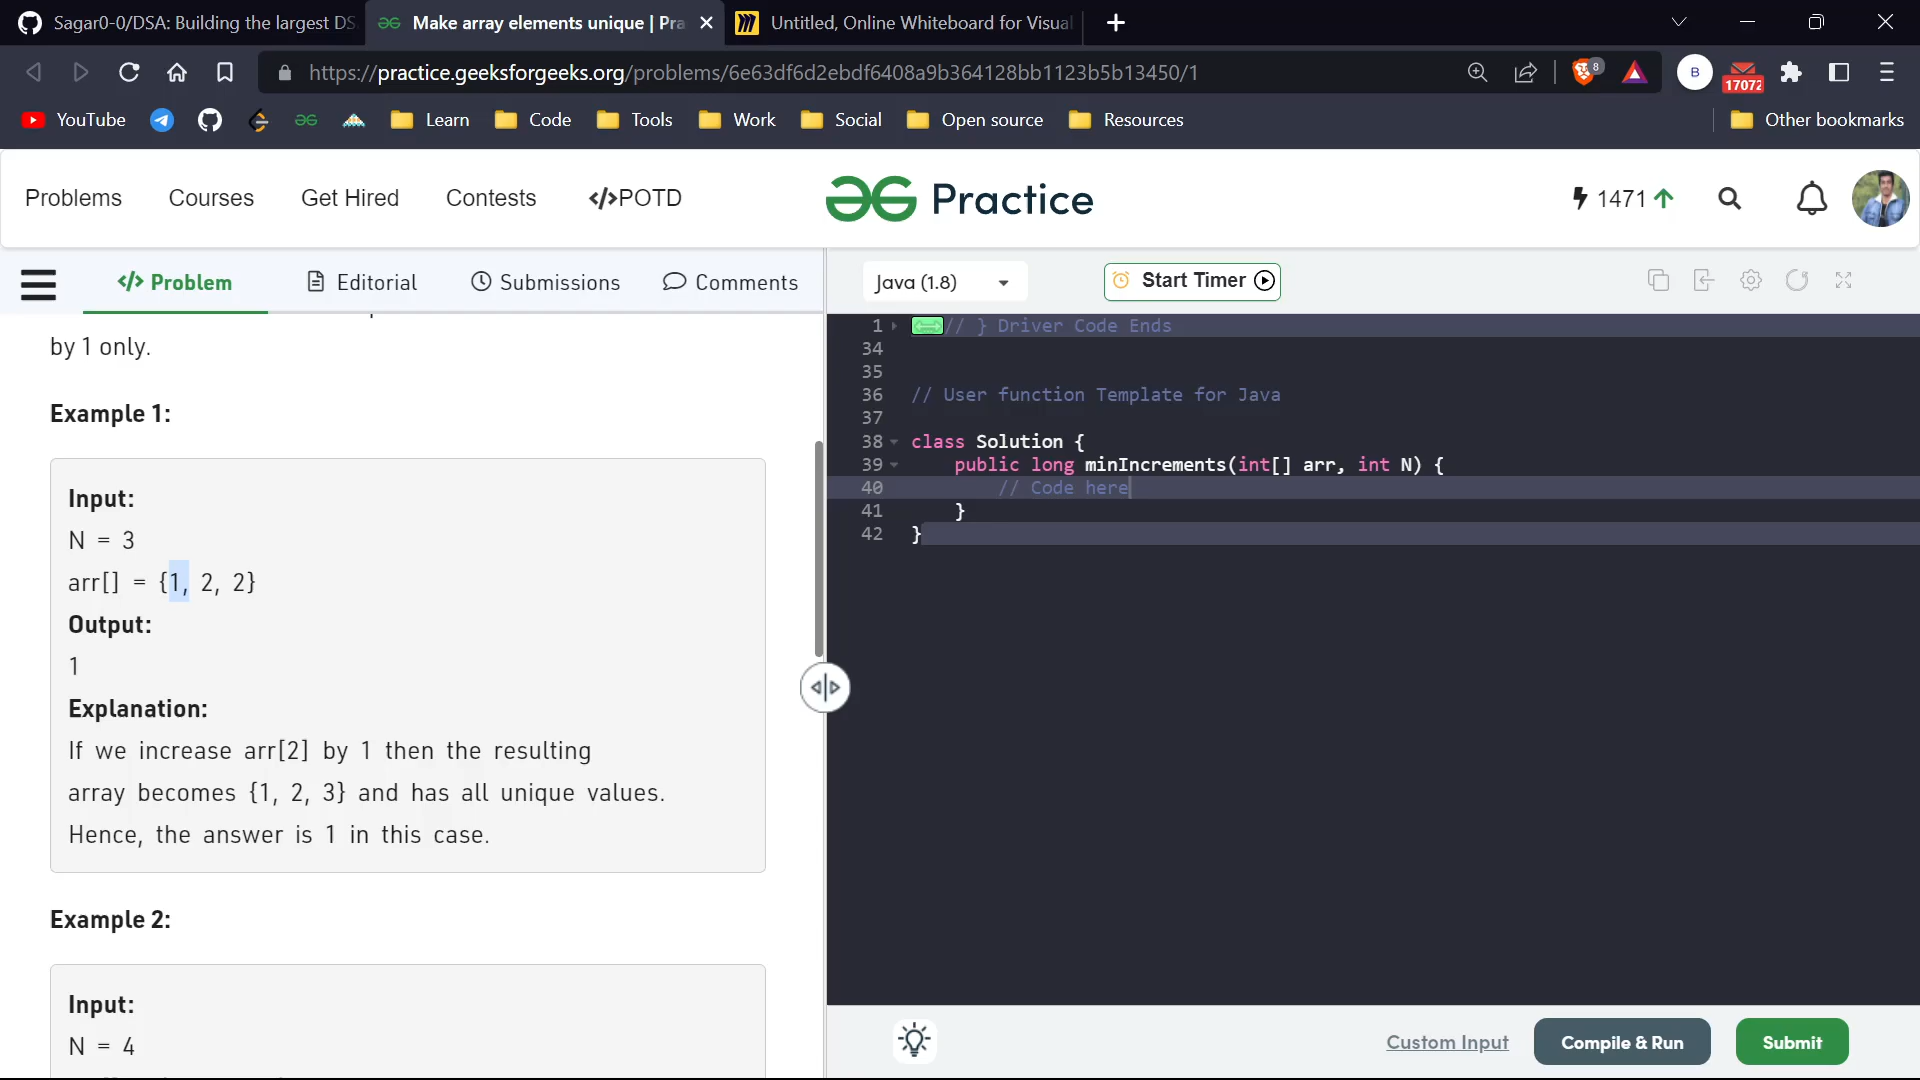 Sagar0-0/DSA: Building the largest DS
Make array elements unique | Pra
Untitled, Online Whiteboard for Visual
https://practice.geeksforgeeks.org/problems/6e63df6d2ebdf6408a9b364128bb1123b5b13450/1
8
B
17072
YouTube
Learn
Code
Tools
Work
Social
Open source
Resources
Other bookmarks
Problems
Courses
Get Hired
Contests
</>POTD
Practice
1471
</> Problem
Editorial
Submissions
Comments
Java (1.8)
Start Timer
by 1 only.
Example 1:
Input:
N = 3
arr[] = {1, 2, 2}
Output:
1
Explanation:
If we increase arr[2] by 1 then the resulting
array becomes {1, 2, 3} and has all unique values.
Hence, the answer is 1 in this case.
Example 2:
Input:
N = 4
1 // } Driver Code Ends
34
35
36 // User function Template for Java
37
38 class Solution {
39 public long minIncrements(int[] arr, int N) {
40 // Code here
41 }
42 }
Custom Input
Compile & Run
Submit